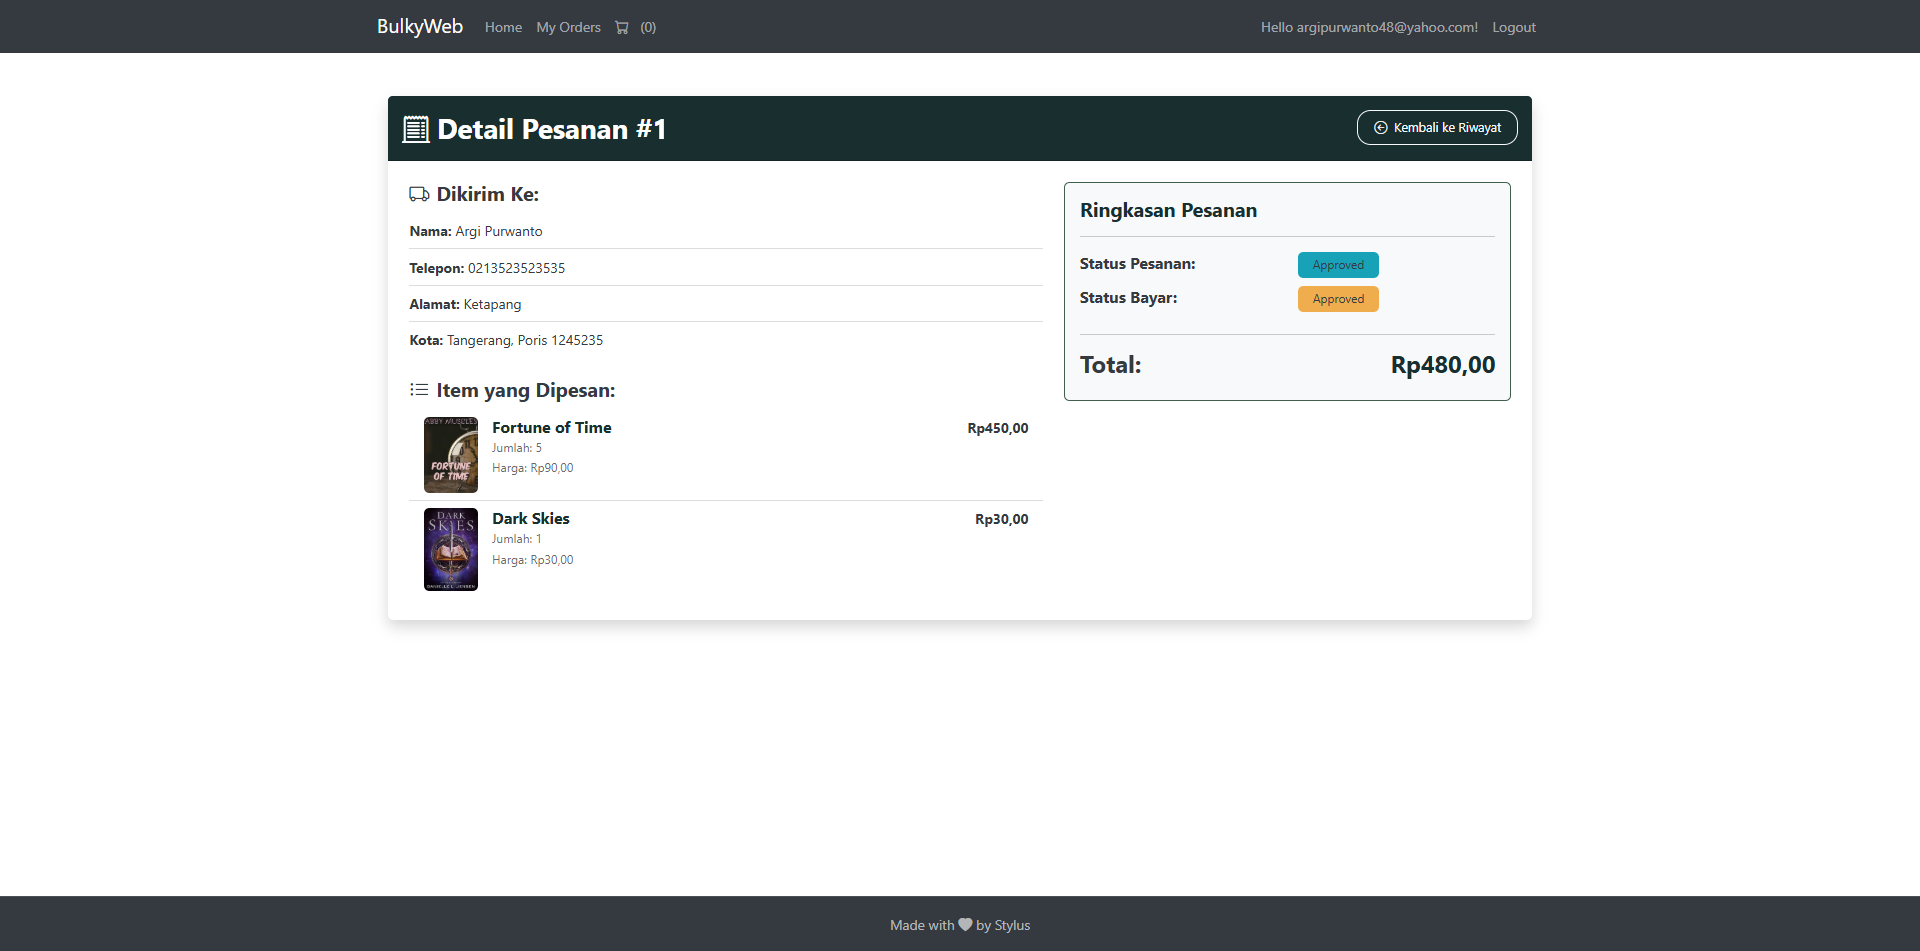 BulkyWeb Home My Orders (0) Hello argipurwanto48@yahoo.com! Logout
Detail Pesanan #1
Kembali ke Riwayat
Dikirim Ke:
Nama: Argi Purwanto
Telepon: 0213523523535
Alamat: Ketapang
Kota: Tangerang, Poris 1245235
Item yang Dipesan:
ABBY MUSCLES
FORTUNE
OF TIME
Fortune of Time
Rp450,00
Jumlah: 5
Harga: Rp90,00
DARK
SKIES
DANIELLE L. JENSEN
Dark Skies
Rp30,00
Jumlah: 1
Harga: Rp30,00
Ringkasan Pesanan
Status Pesanan: Approved
Status Bayar: Approved
Total: Rp480,00
Made with by Stylus